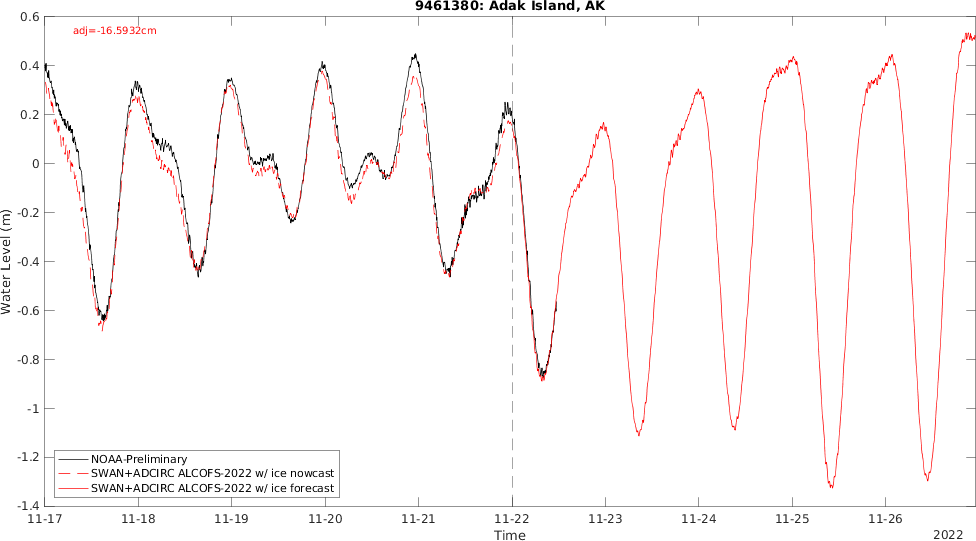 9461380: Adak Island, AK
adj=-16.5932cm
0.6
0.4
0.2
0
-0.2
-0.4
-0.6
-0.8
-1
-1.2
-1.4
Water Level (m)
NOAA-Preliminary
SWAN+ADCIRC ALCOFS-2022 w/ ice nowcast
SWAN+ADCIRC ALCOFS-2022 w/ ice forecast
11-17 11-18 11-19 11-20 11-21 11-22 11-23 11-24 11-25 11-26
Time
2022